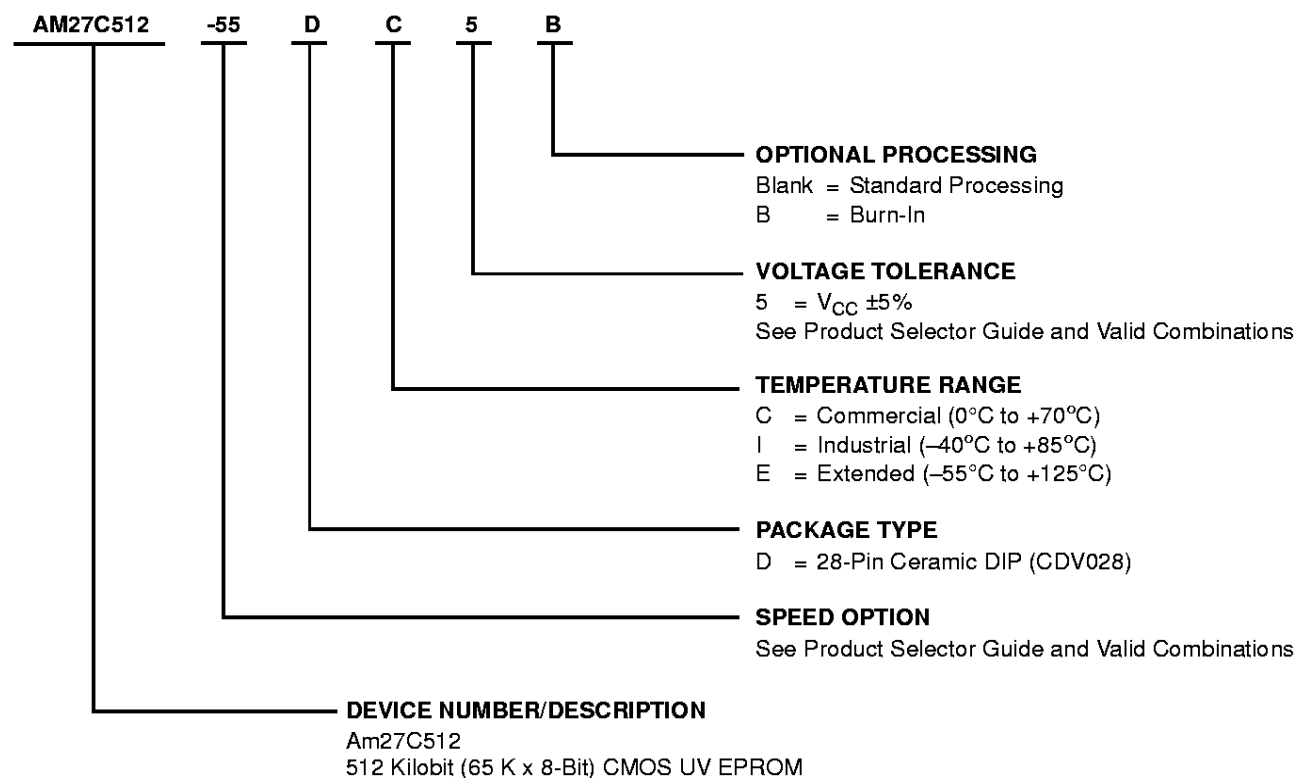 AM27C512 -55 D C 5 B
OPTIONAL PROCESSING
Blank = Standard Processing
B = Burn-In
VOLTAGE TOLERANCE
5 = VCC ±5%
See Product Selector Guide and Valid Combinations
TEMPERATURE RANGE
C = Commercial (0°C to +70°C)
I = Industrial (–40°C to +85°C)
E = Extended (–55°C to +125°C)
PACKAGE TYPE
D = 28-Pin Ceramic DIP (CDV028)
SPEED OPTION
See Product Selector Guide and Valid Combinations
DEVICE NUMBER/DESCRIPTION
Am27C512
512 Kilobit (65 K x 8-Bit) CMOS UV EPROM